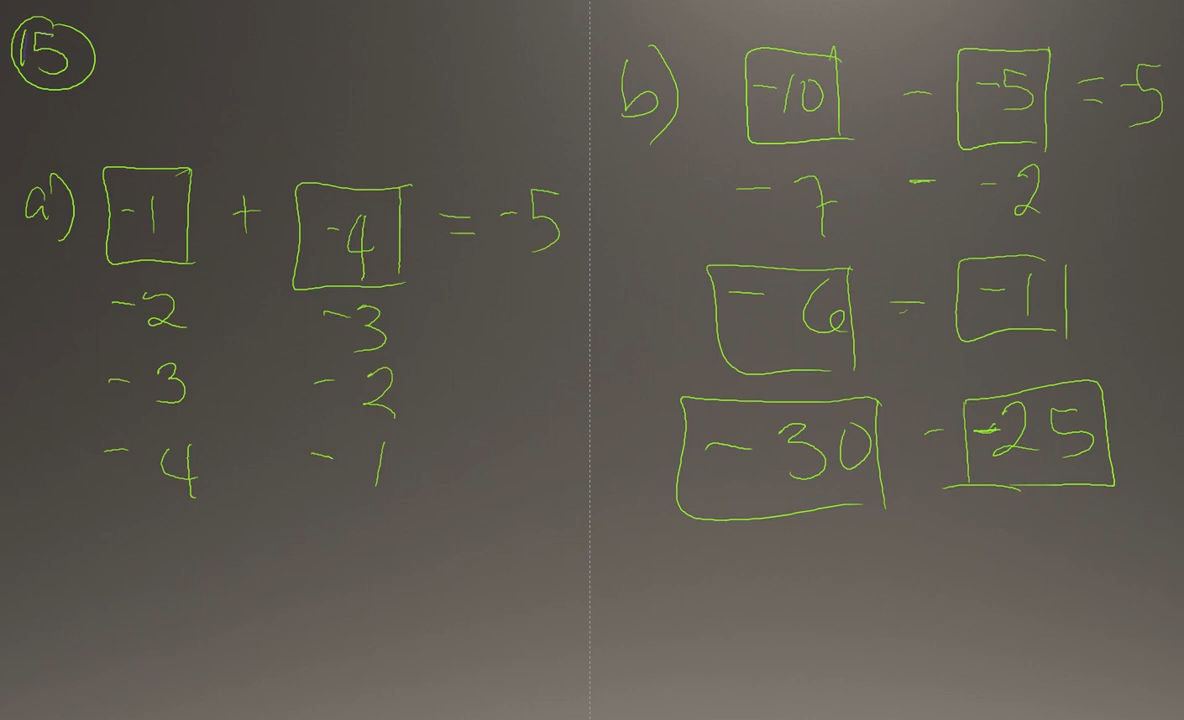 15
a) -1 + -4 = -5
-2 -3
-3 -2
-4 -1
b) -10 - -5 = -5
-7 - -2
-6 - -1
-30 - -25